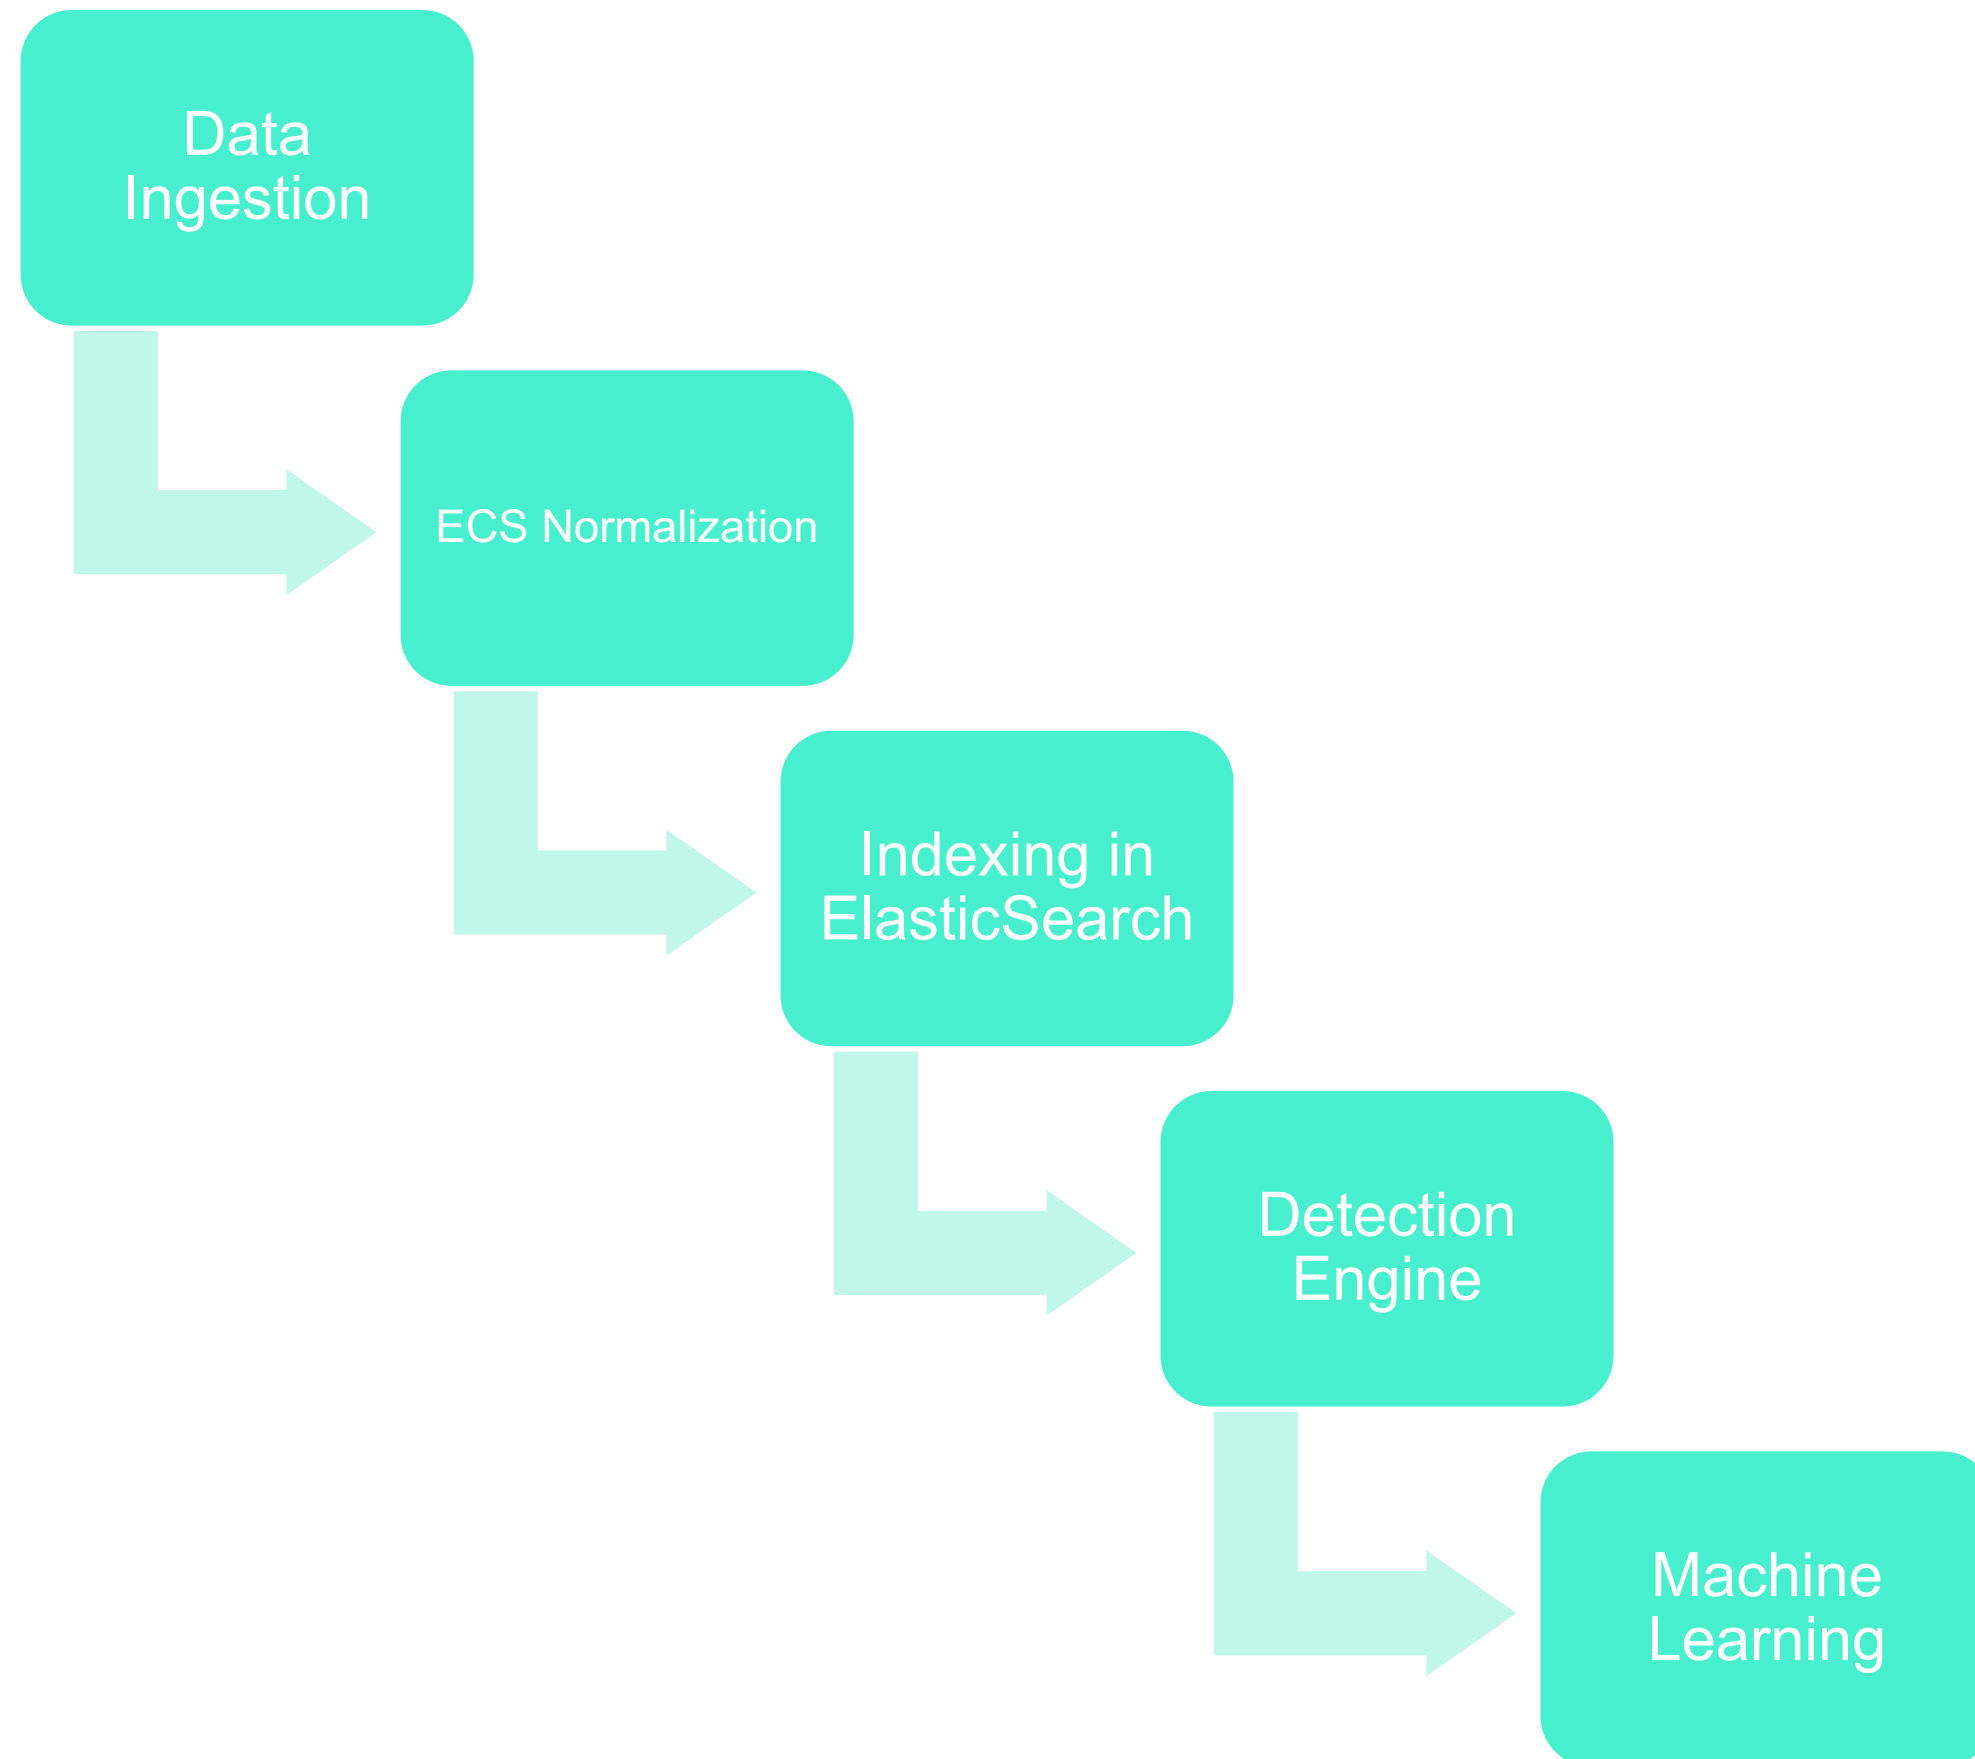 Data
Ingestion
ECS Normalization
Indexing in
ElasticSearch
Detection
Engine
Machine
Learning